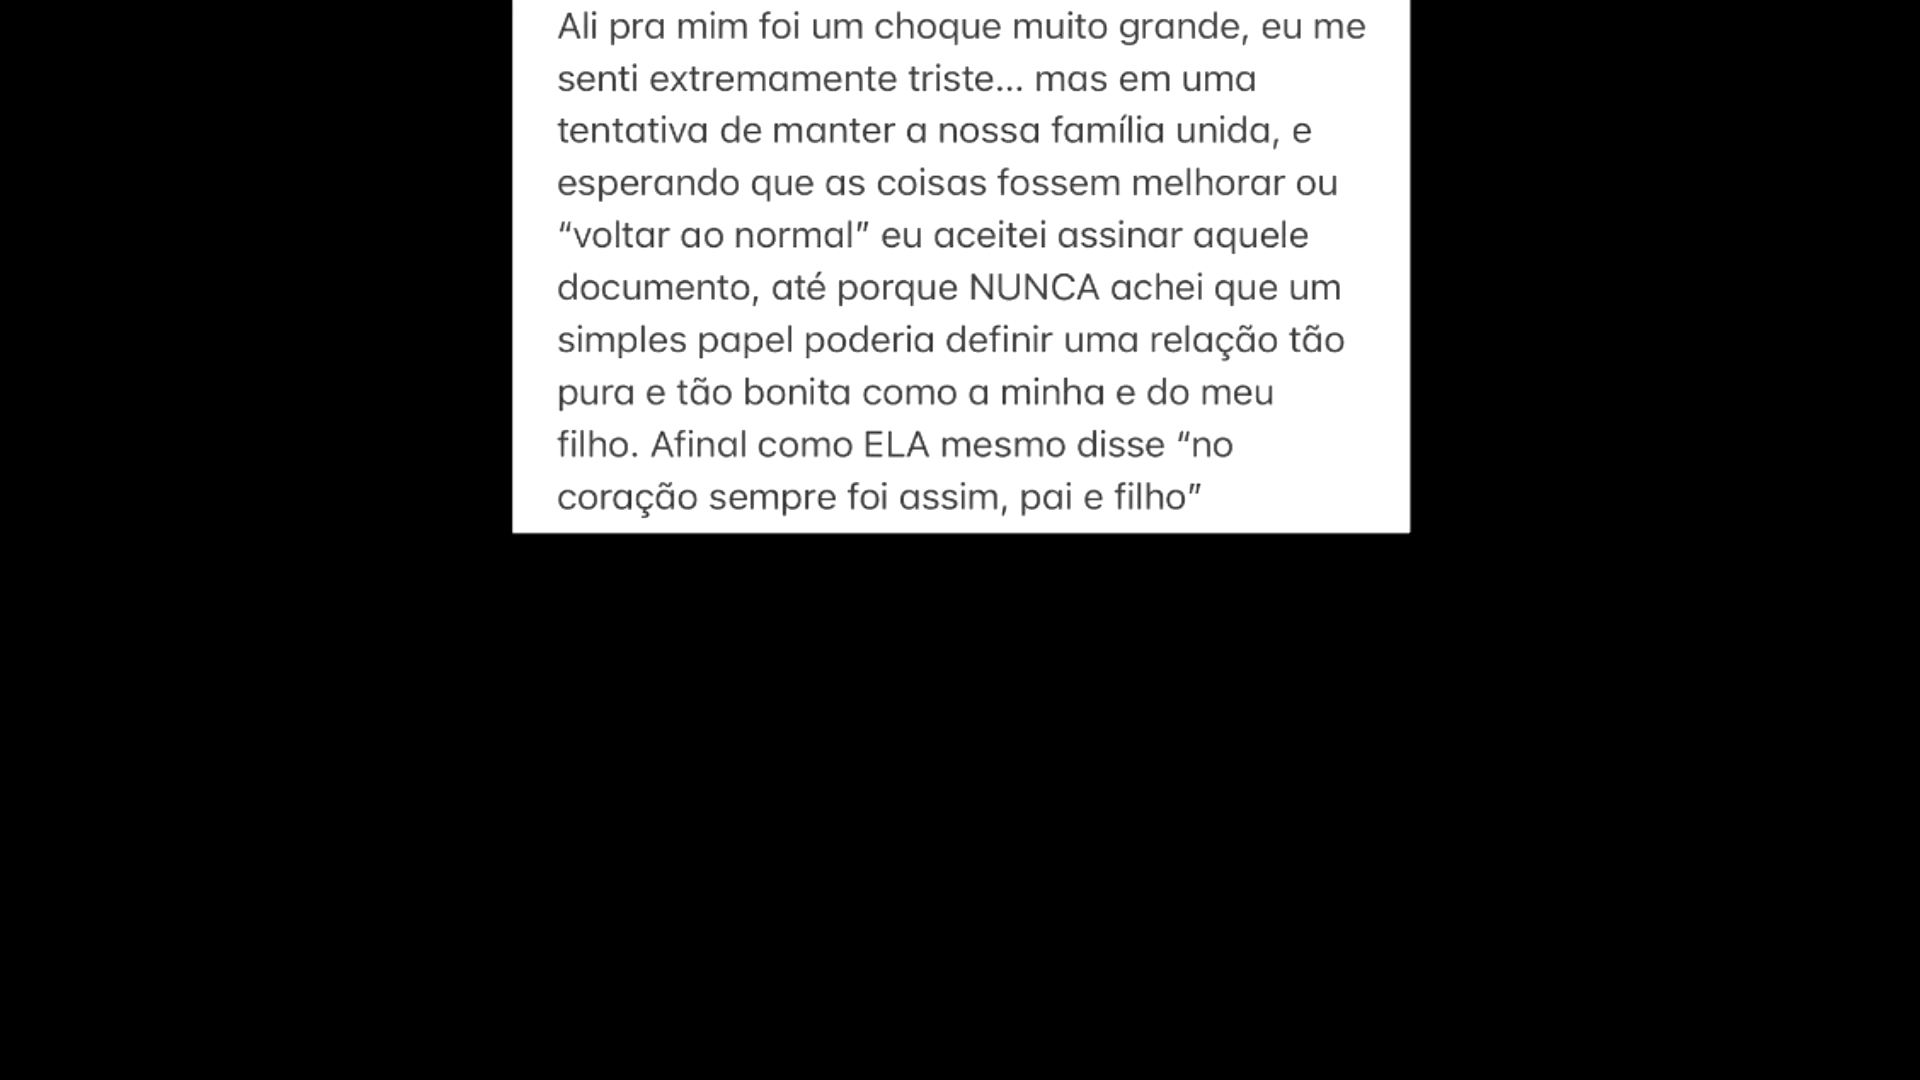 Ali pra mim foi um choque muito grande, eu me
senti extremamente triste... mas em uma
tentativa de manter a nossa família unida, e
esperando que as coisas fossem melhorar ou
“voltar ao normal” eu aceitei assinar aquele
documento, até porque NUNCA achei que um
simples papel poderia definir uma relação tão
pura e tão bonita como a minha e do meu
filho. Afinal como ELA mesmo disse “no
coração sempre foi assim, pai e filho”